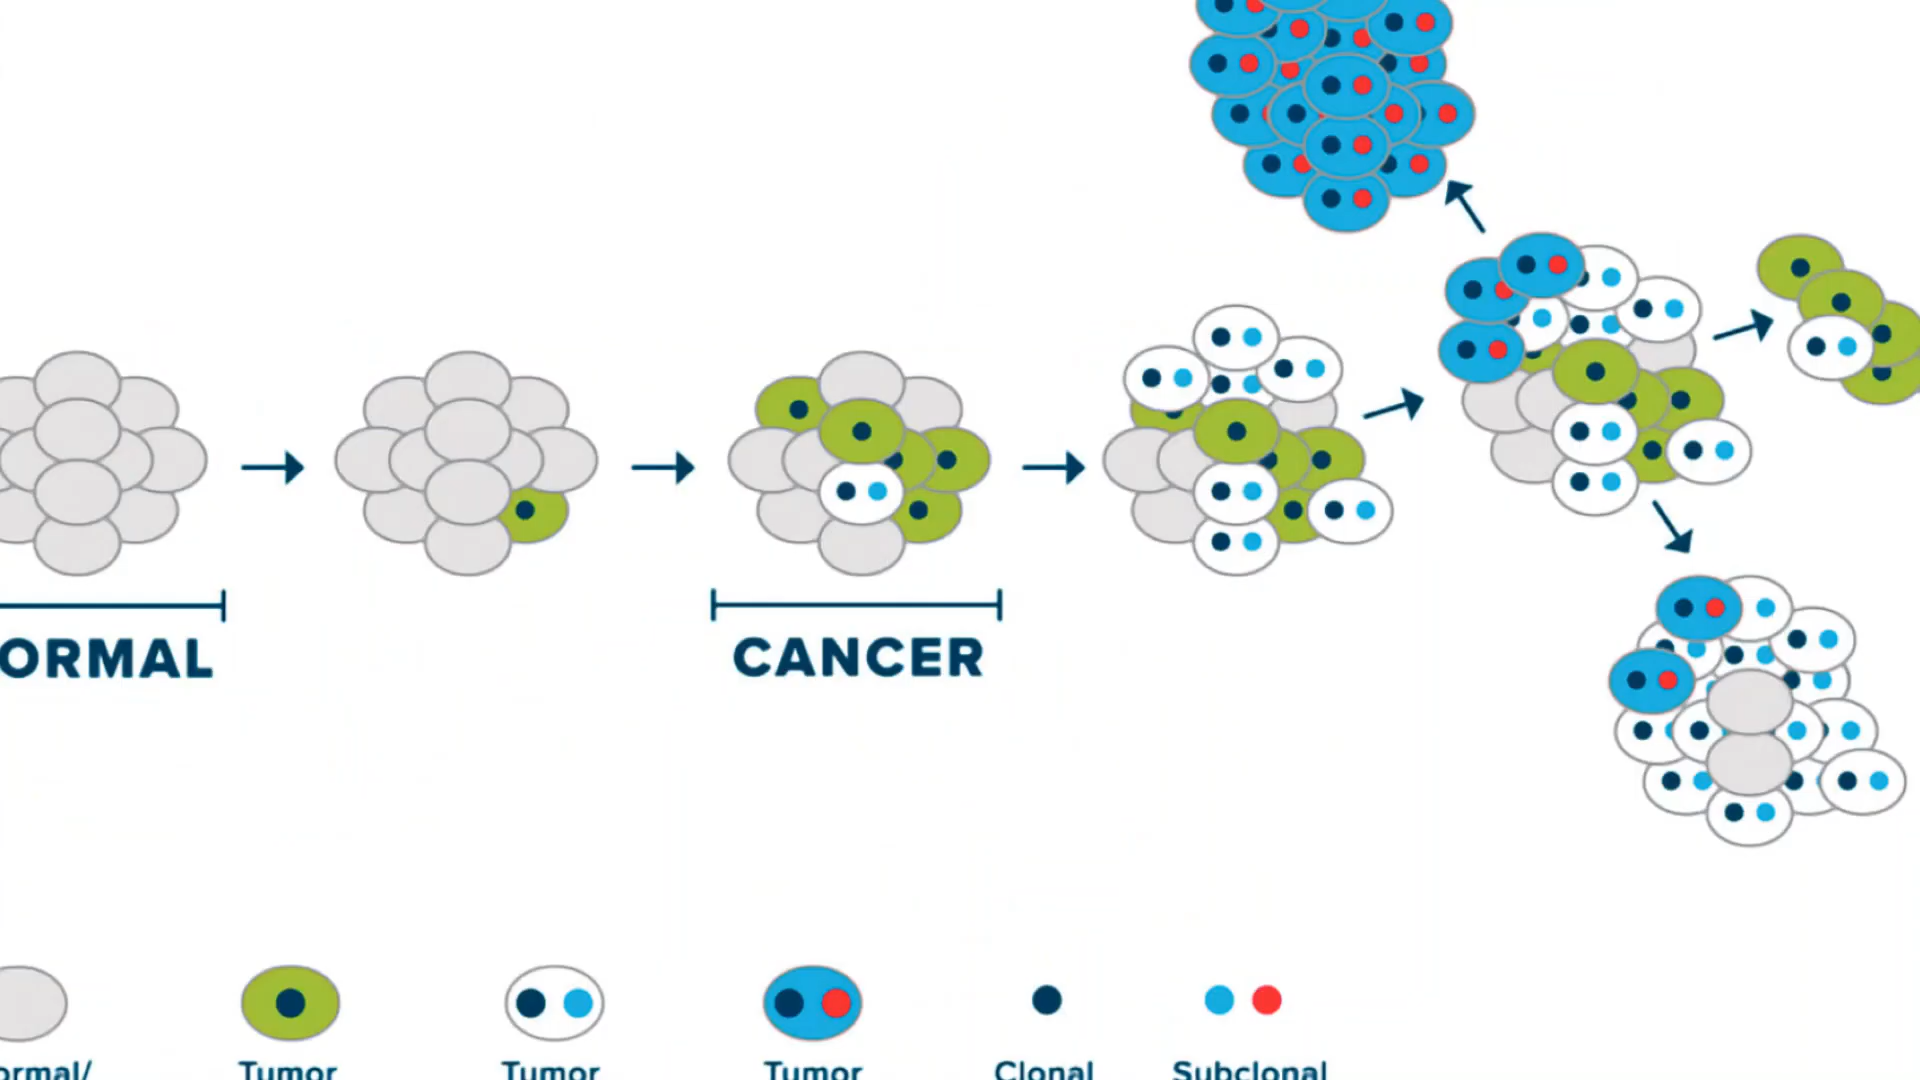 ORMAL
CANCER
ormal/
Tumor
Tumor
Tumor
Clonal
Subclonal